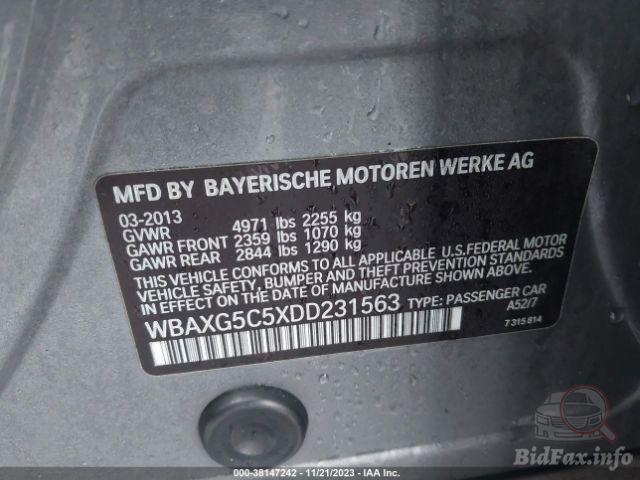 MFD BY BAYERISCHE MOTOREN WERKE AG
03-2013
GVWR 4971 lbs 2255 kg
GAWR FRONT 2359 lbs 1070 kg
GAWR REAR 2844 lbs 1290 kg
THIS VEHICLE CONFORMS TO ALL APPLICABLE U.S.FEDERAL MOTOR
VEHICLE SAFETY, BUMPER AND THEFT PREVENTION STANDARDS
IN EFFECT ON THE DATE OF MANUFACTURE SHOWN ABOVE.
WBAXG5C5XDD231563 TYPE: PASSENGER CAR
A52/7
7 315 814
000-38147242 - 11/21/2023 - IAA Inc.
BidFax.info